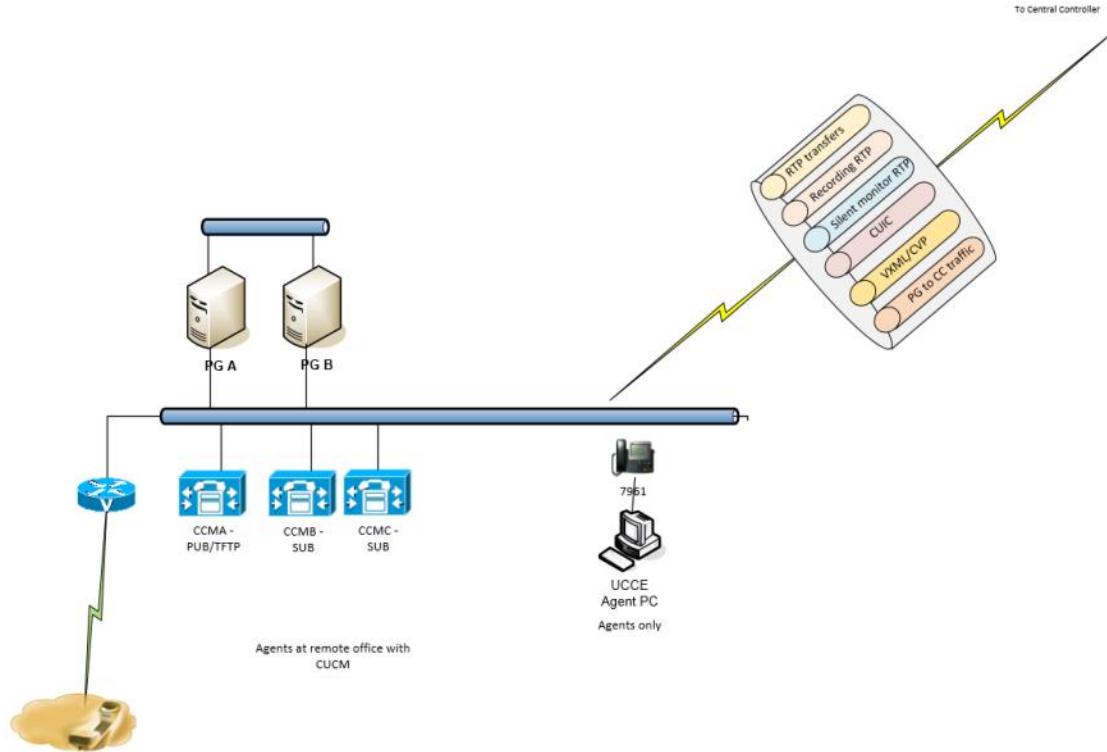 To Central Controller
RTP transfers
Recording RTP
Silent monitor RTP
CUIC
VXML/CVP
PG to CC traffic
PG A
PG B
V
7961
CCMA -
PUB/TFTP
CCMB -
SUB
CCMC -
SUB
UCCE
Agent PC
Agents only
Agents at remote office with
CUCM